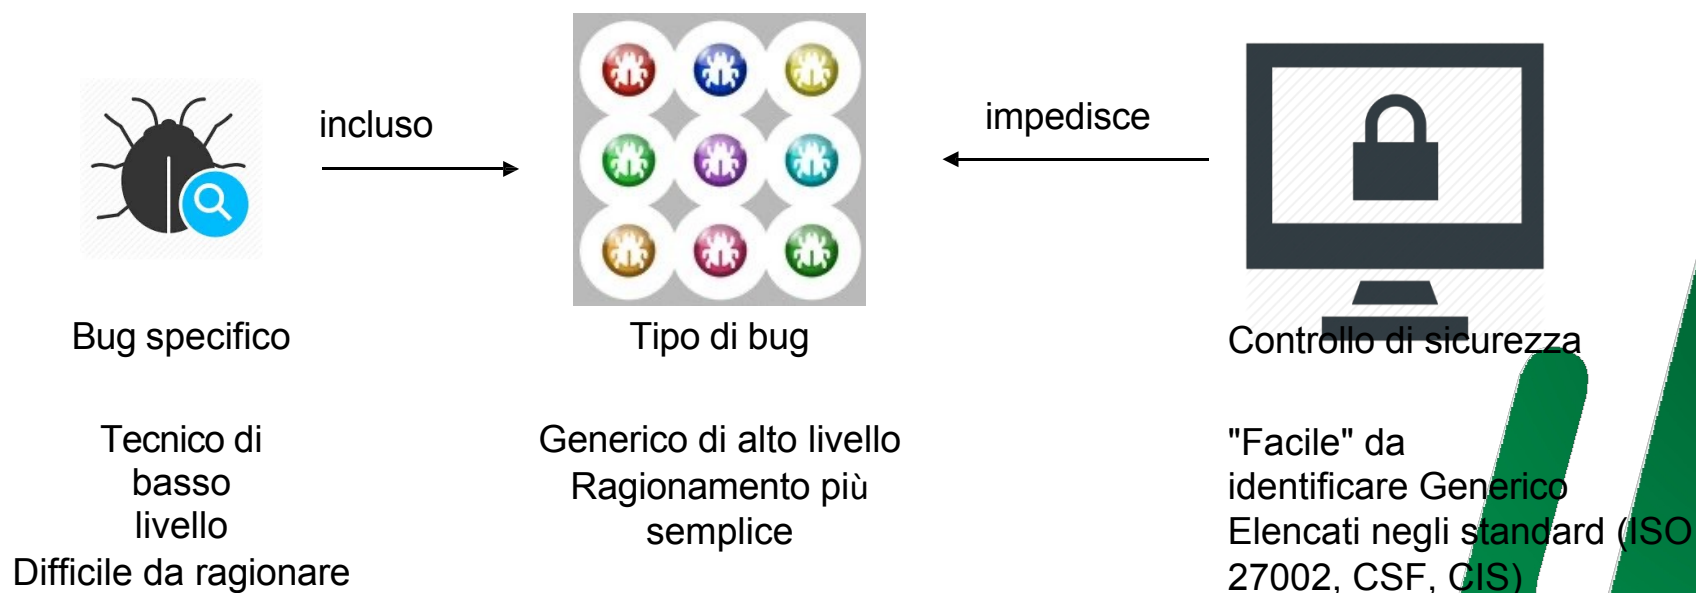 incluso
impedisce
Bug specifico
Tipo di bug
Controllo di sicurezza
Tecnico di
basso
livello
Difficile da ragionare
Generico di alto livello
Ragionamento più
semplice
"Facile" da
identificare Generico
Elencati negli standard (ISO
27002, CSF, CIS)